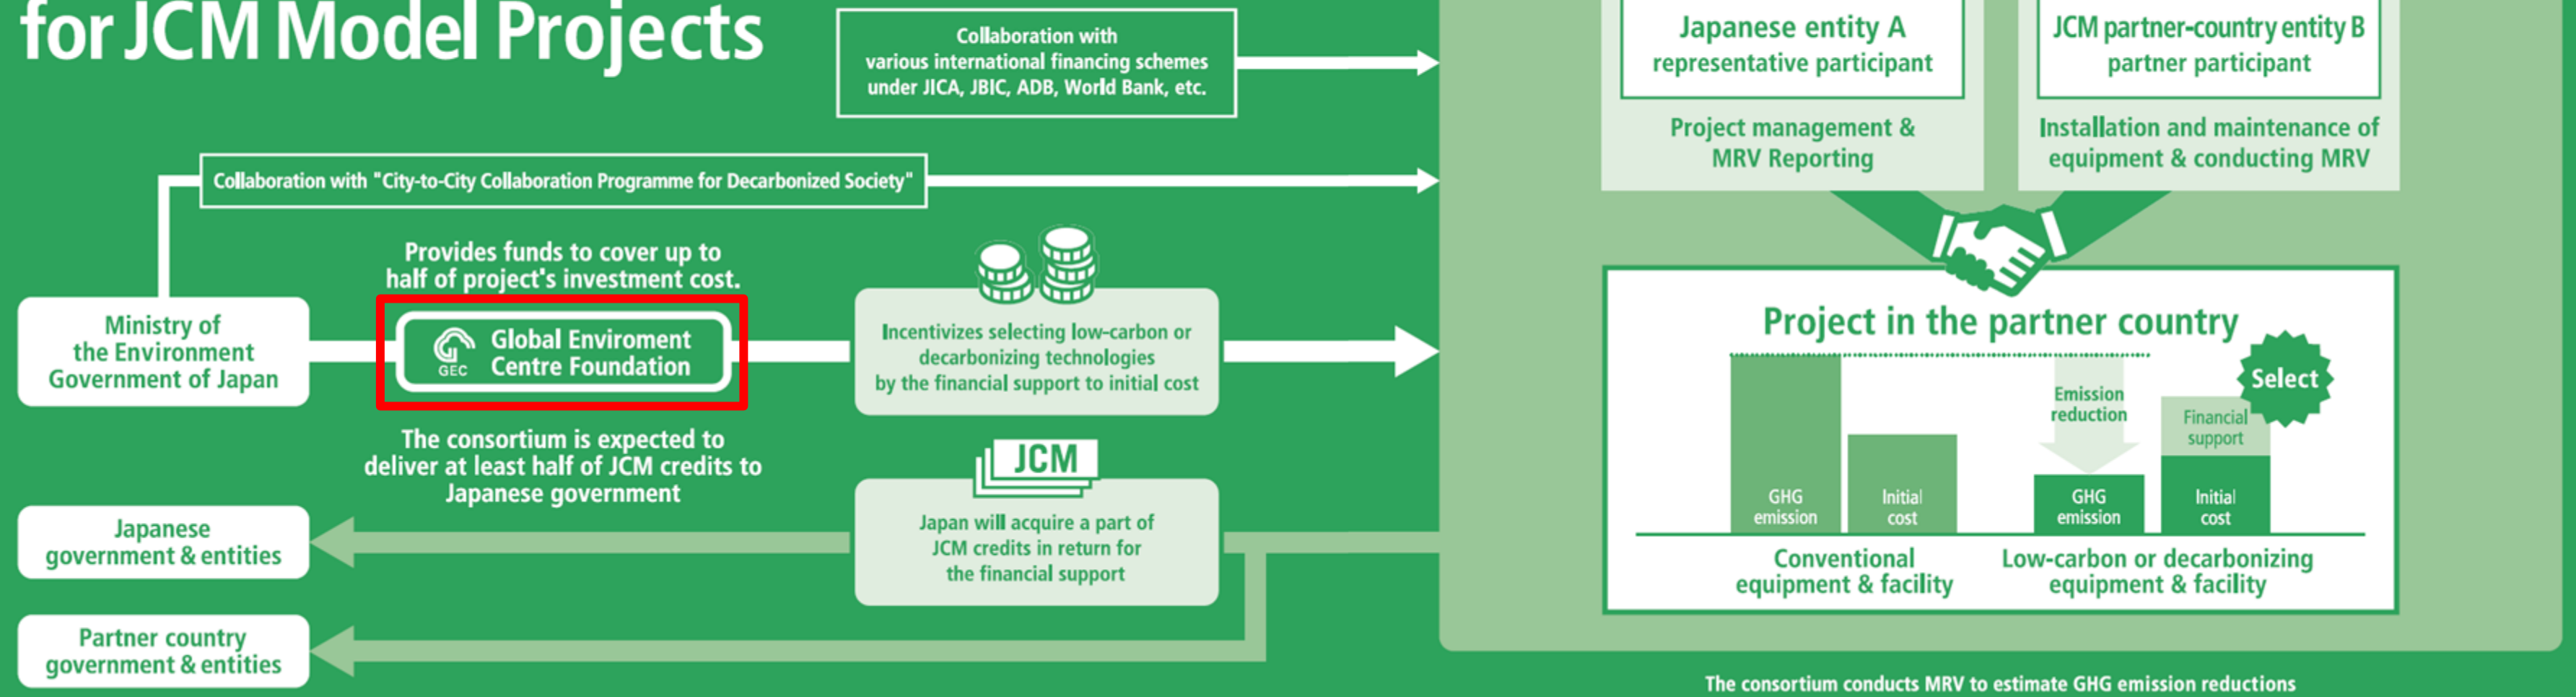 for JCM Model Projects
Collaboration with
various international financing schemes
under JICA, JBIC, ADB, World Bank, etc.
Collaboration with "City-to-City Collaboration Programme for Decarbonized Society"
Provides funds to cover up to
half of project's investment cost.
Ministry of
the Environment
Government of Japan
GEC
Global Enviroment
Centre Foundation
Incentivizes selecting low-carbon or
decarbonizing technologies
by the financial support to initial cost
The consortium is expected to
deliver at least half of JCM credits to
Japanese government
JCM
Japan will acquire a part of
JCM credits in return for
the financial support
Japanese
government & entities
Partner country
government & entities
Japanese entity A
representative participant
Project management &
MRV Reporting
JCM partner-country entity B
partner participant
Installation and maintenance of
equipment & conducting MRV
Project in the partner country
Select
Emission
reduction
Financial
support
GHG
emission
Initial
cost
GHG
emission
Initial
cost
Conventional
equipment & facility
Low-carbon or decarbonizing
equipment & facility
The consortium conducts MRV to estimate GHG emission reductions